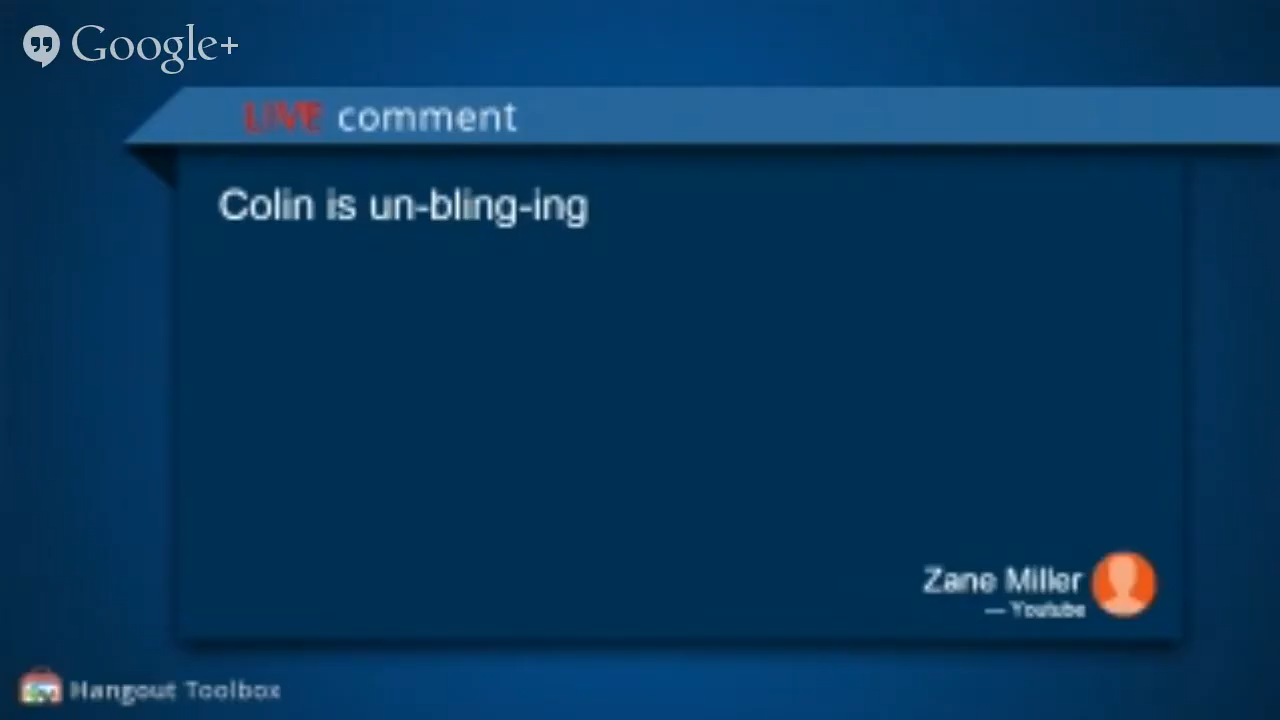 Google+
LIVE comment
Colin is un-bling-ing
Zane Miller
— Youtube
Hangout Toolbox